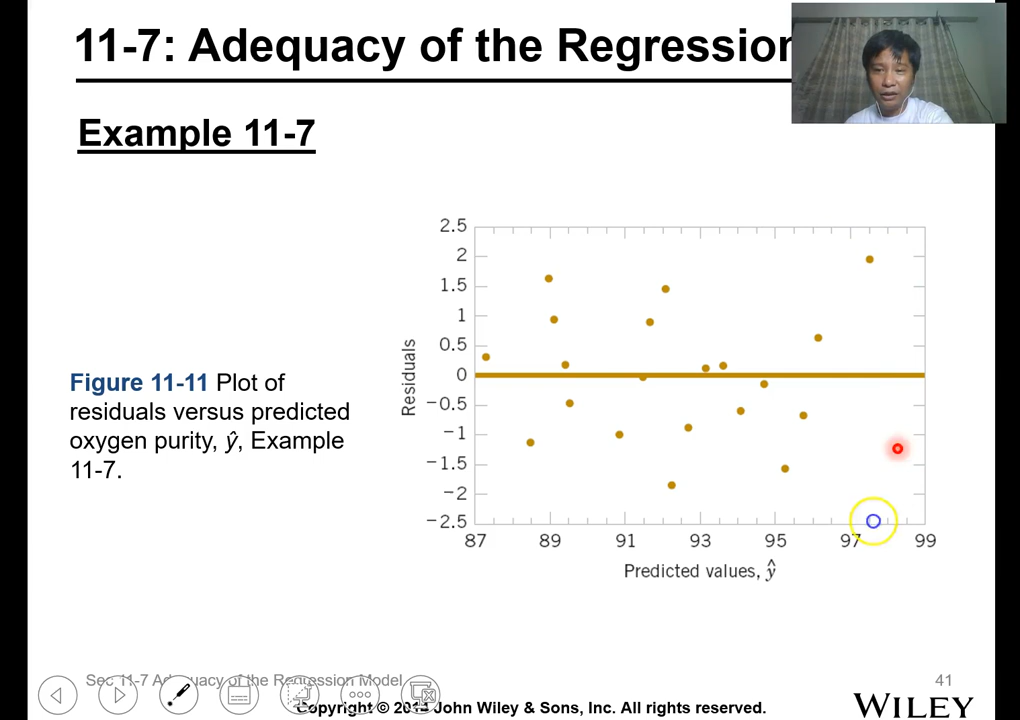 11-7: Adequacy of the Regression
Example 11-7
2.5
2
1.5
1
0.5
0
−0.5
−1
−1.5
−2
−2.5
Residuals
87 89 91 93 95 97 99
Predicted values, ŷ
Figure 11-11 Plot of
residuals versus predicted
oxygen purity, ŷ, Example
11-7.
Sec 11-7 Adequacy of the Regression Model
41
Copyright © John Wiley & Sons, Inc. All rights reserved.
WILEY